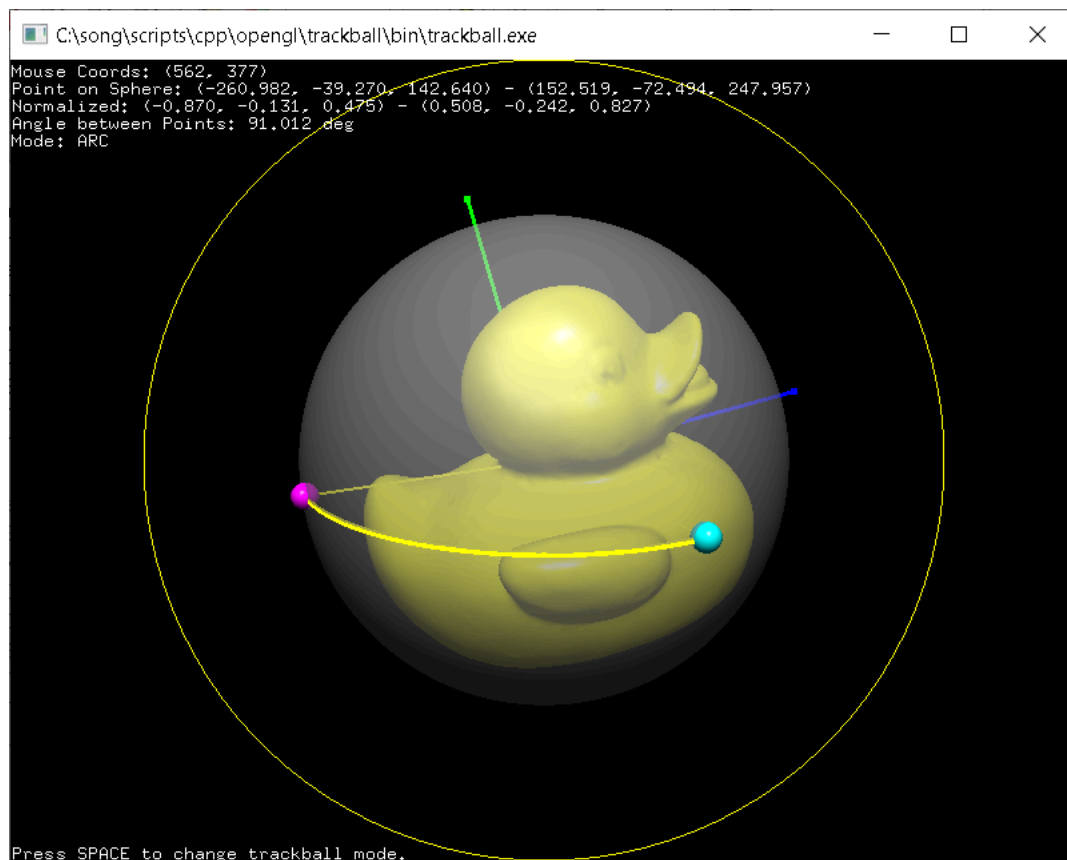 C:\song\scripts\cpp\opengl\trackball\bin\trackball.exe
Mouse Coords: (562, 377)
Point on Sphere: (-260.982, -39.270, 142.640) - (152.519, -72.494, 247.957)
Normalized: (-0.870, -0.131, 0.475) - (0.508, -0.242, 0.827)
Angle between Points: 91.012 deg
Mode: ARC
Press SPACE to change trackball mode.